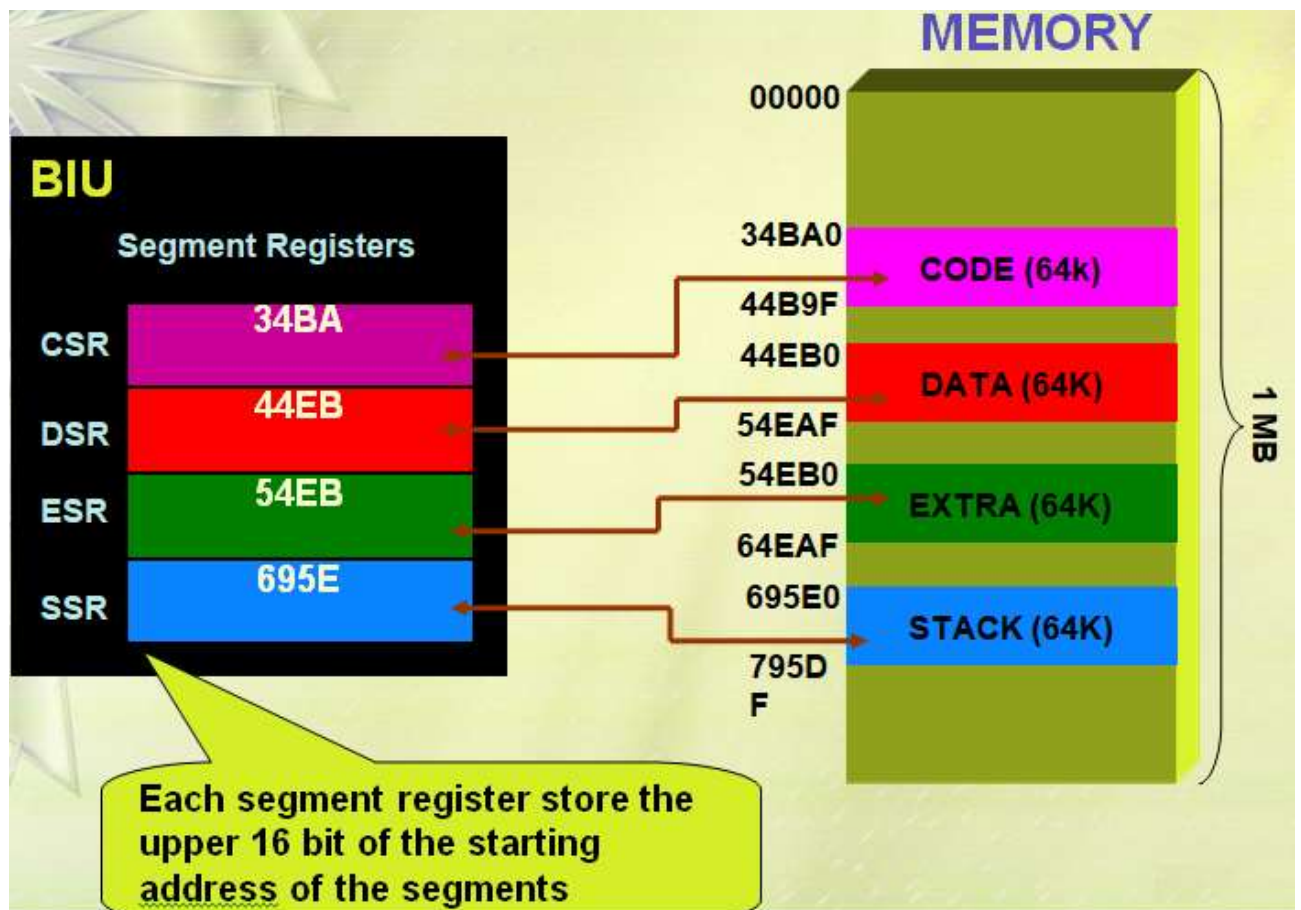 MEMORY
00000
BIU
Segment Registers
CSR
34BA
DSR
44EB
ESR
54EB
SSR
695E
34BA0
CODE (64k)
44B9F
44EB0
DATA (64K)
54EAF
54EB0
EXTRA (64K)
64EAF
695E0
STACK (64K)
795D
F
1 MB
Each segment register store the
upper 16 bit of the starting
address of the segments